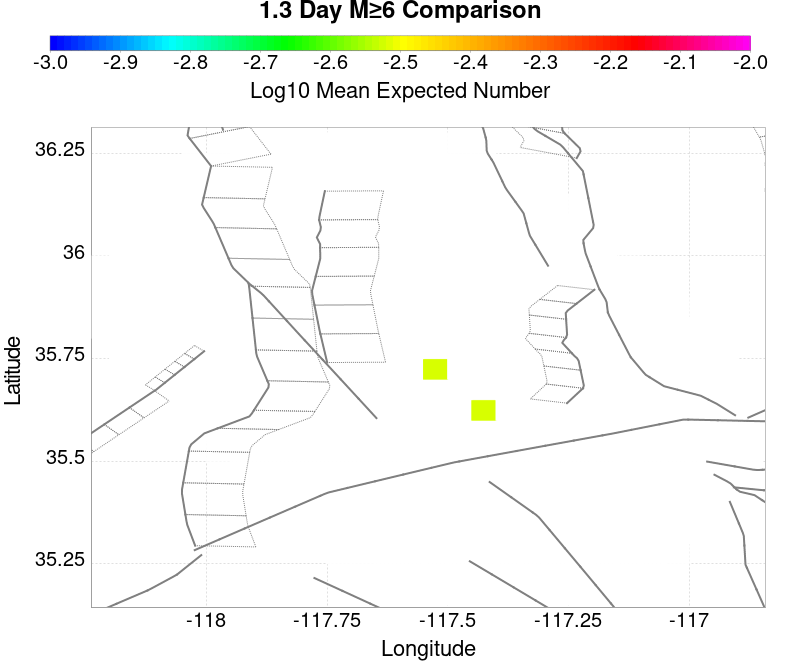 1.3 Day M≥6 Comparison
-3.0 -2.9 -2.8 -2.7 -2.6 -2.5 -2.4 -2.3 -2.2 -2.1 -2.0
Log10 Mean Expected Number
36.25
36
35.75
35.5
35.25
Latitude
-118 -117.75 -117.5 -117.25 -117
Longitude